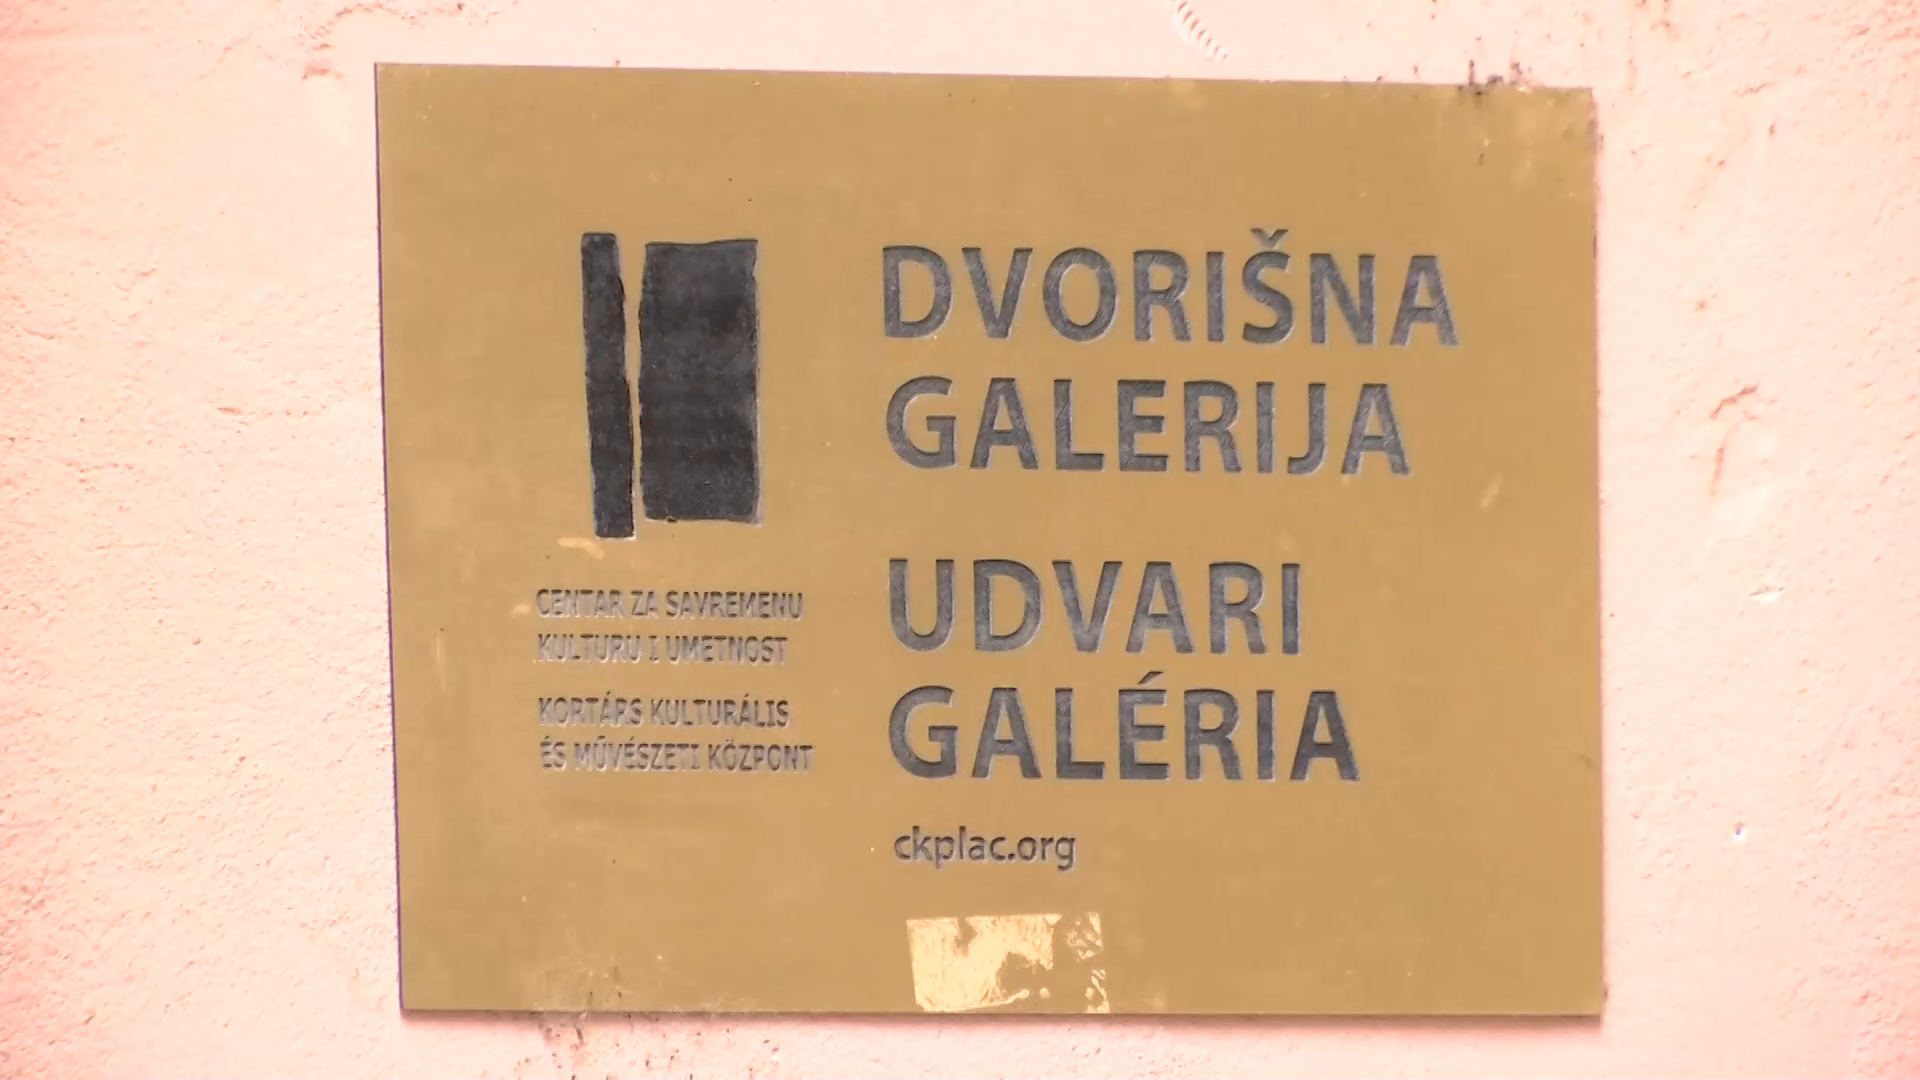 DVORIŠNA
GALERIJA
UDVARI
GALÉRIA
ckplac.org
CENTAR ZA SAVREMENU
KULTURU I UMETNOST
KORTÁRS KULTURÁLIS
ÉS MŰVÉSZETI KÖZPONT